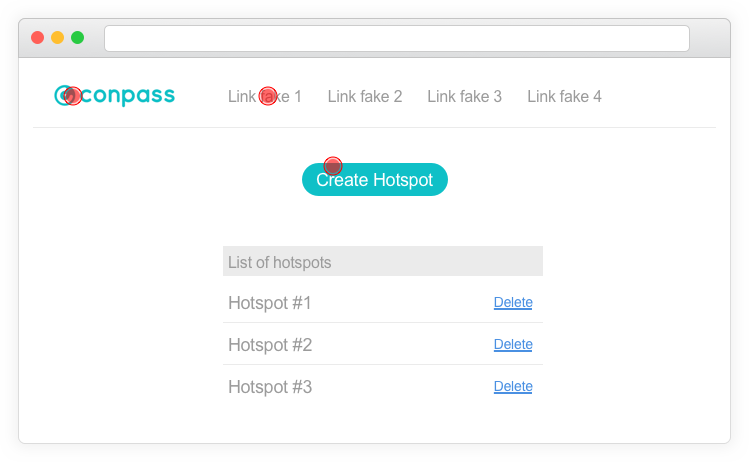 conpass
Link fake 1 Link fake 2 Link fake 3 Link fake 4
Create Hotspot
List of hotspots
Hotspot #1 Delete
Hotspot #2 Delete
Hotspot #3 Delete